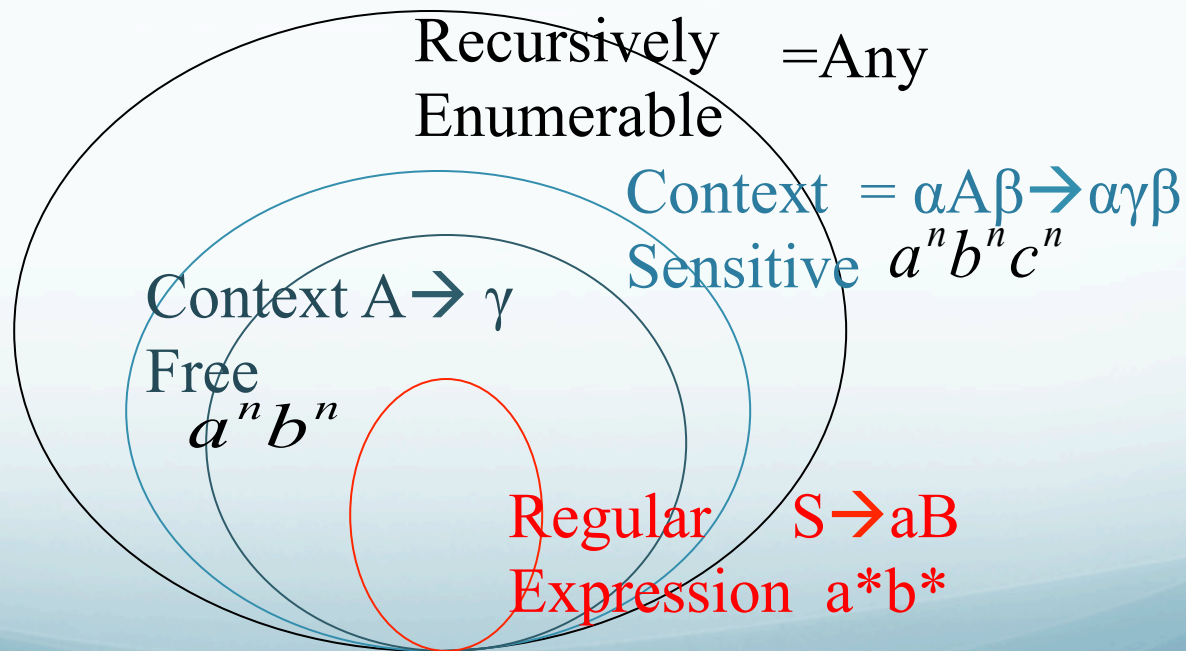 Recursively =Any
Enumerable
Context = αAβ→αγβ
Sensitive aⁿbⁿcⁿ
Context A→ γ
Free
aⁿbⁿ
Regular S→aB
Expression a*b*